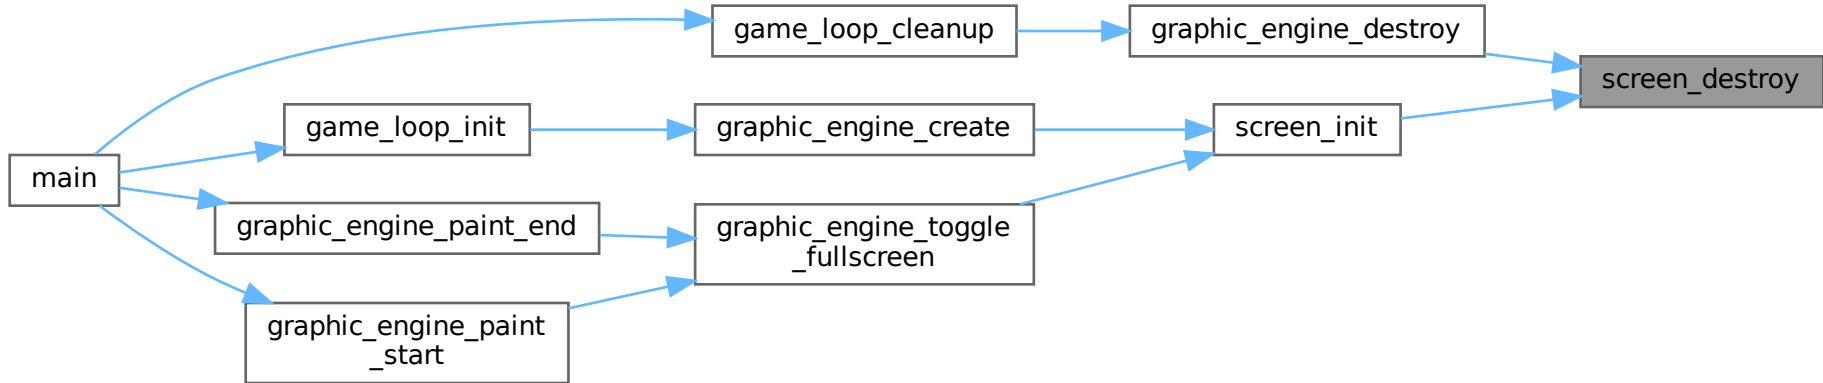 game_loop_cleanup
graphic_engine_destroy
screen_destroy
game_loop_init
graphic_engine_create
screen_init
main
graphic_engine_paint_end
graphic_engine_toggle
_fullscreen
graphic_engine_paint
_start